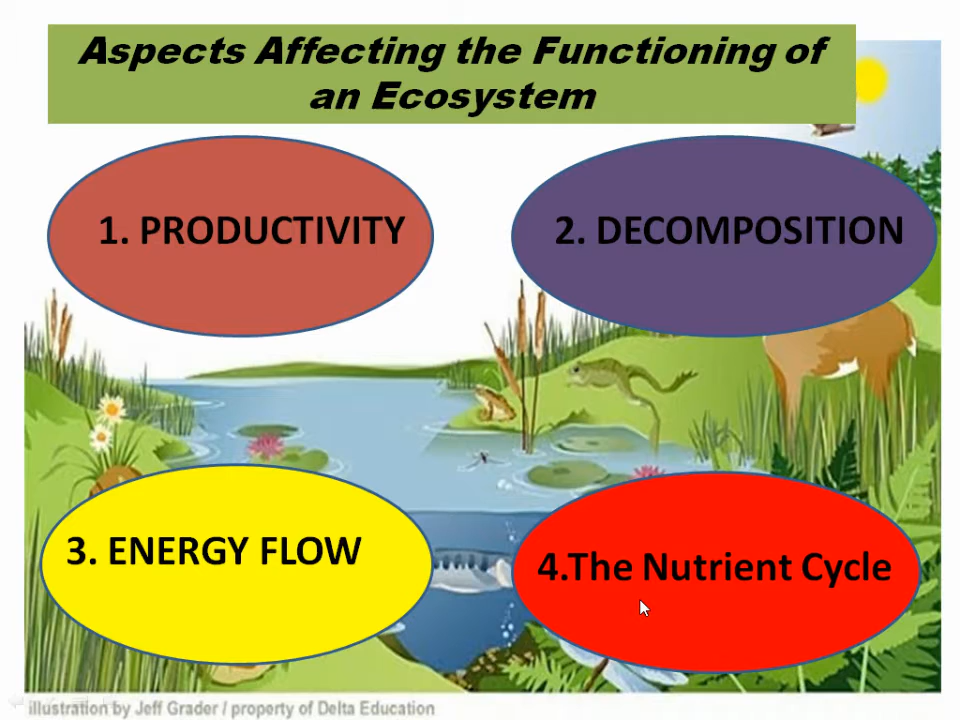 Aspects Affecting the Functioning of
an Ecosystem
1. PRODUCTIVITY
2. DECOMPOSITION
3. ENERGY FLOW
4.The Nutrient Cycle
illustration by Jeff Grader / property of Delta Education